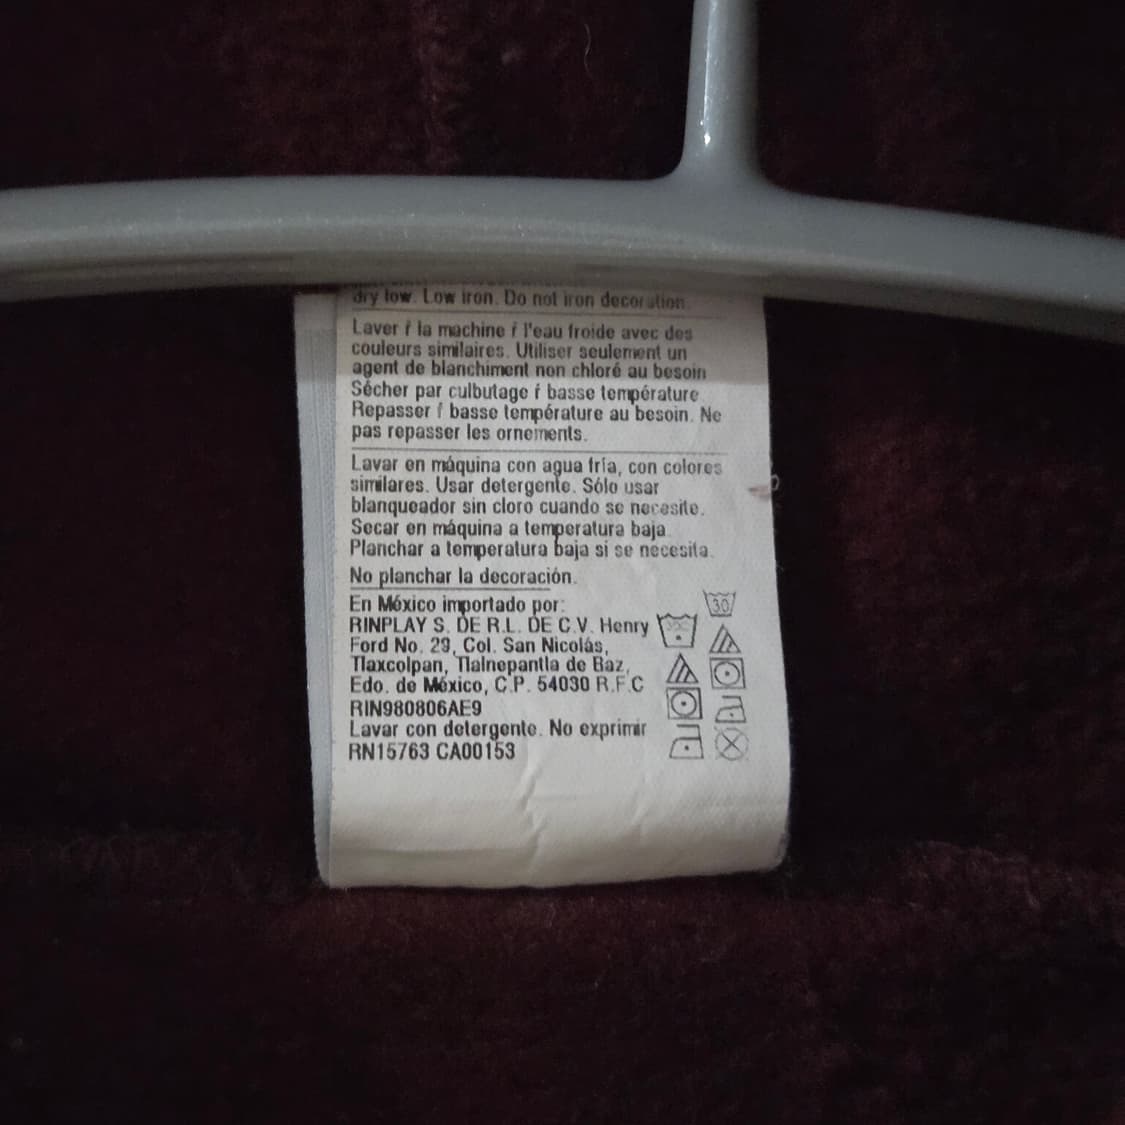 dry low. Low iron. Do not iron decoration.
Laver ŕ la machine ŕ l'eau froide avec des
couleurs similaires. Utiliser seulement un
agent de blanchiment non chloré au besoin
Sécher par culbutage ŕ basse température
Repasser ŕ basse température au besoin. Ne
pas repasser les ornements.
Lavar en máquina con agua fría, con colores
similares. Usar detergente. Sólo usar
blanqueador sin cloro cuando se necesite.
Secar en máquina a temperatura baja.
Planchar a temperatura baja si se necesita.
No planchar la decoración.
En México importado por:
RINPLAY S. DE R.L. DE C.V. Henry
Ford No. 29, Col. San Nicolás,
Tlaxcolpan, Tlalnepantla de Baz,
Edo. de México, C.P. 54030 R.F.C
RIN980806AE9
Lavar con detergente. No exprimir
RN15763 CA00153
30